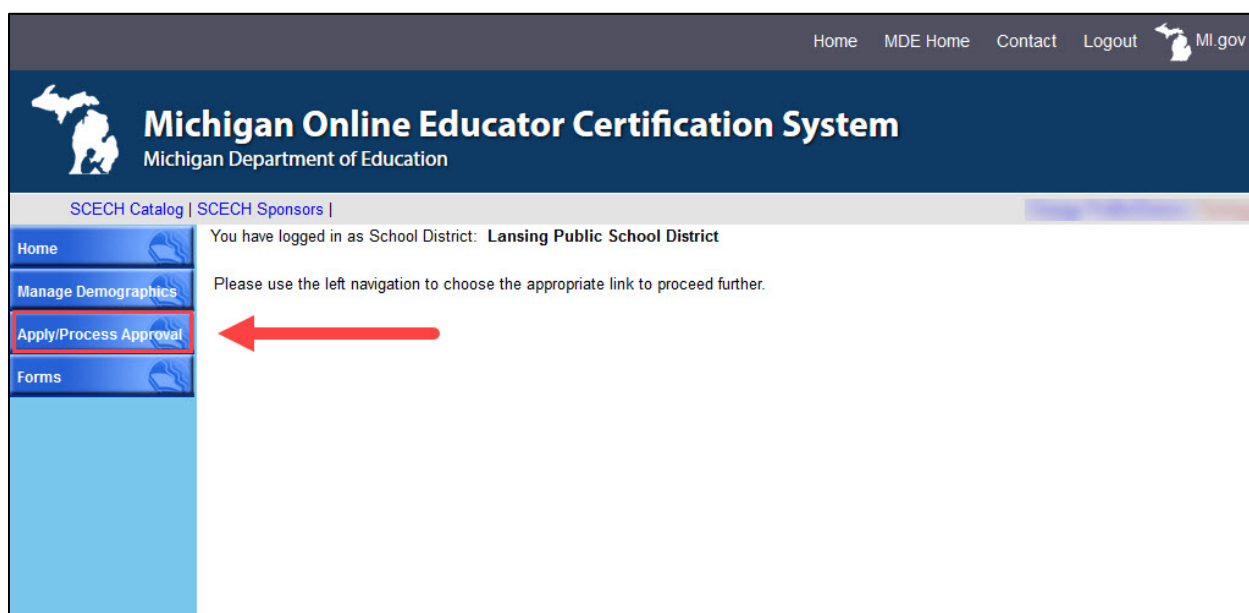 Home MDE Home Contact Logout MI.gov
Michigan Online Educator Certification System
Michigan Department of Education
SCECH Catalog | SCECH Sponsors |
Home
You have logged in as School District: Lansing Public School District
Manage Demographics
Please use the left navigation to choose the appropriate link to proceed further.
Apply/Process Approval
Forms